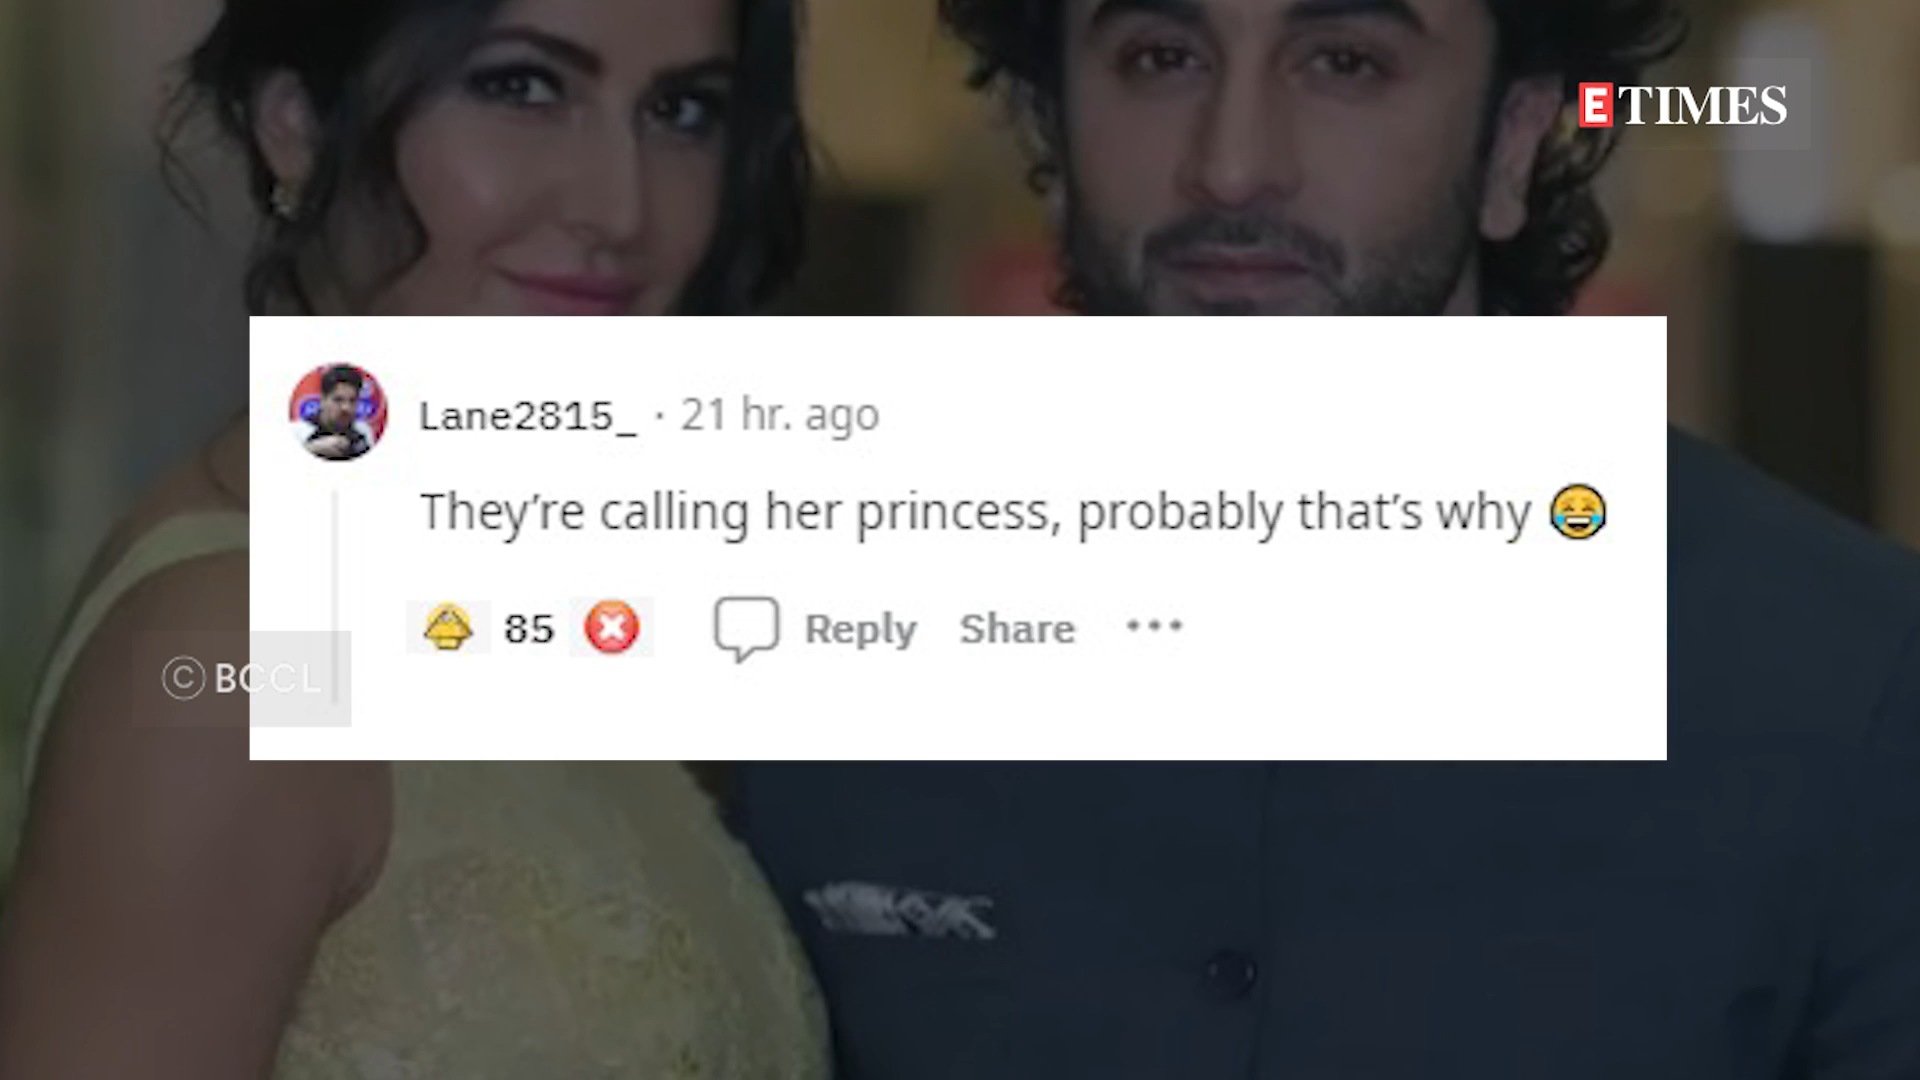 ETIMES
Lane2815_ · 21 hr. ago
They’re calling her princess, probably that’s why 😂
85 Reply Share ···
© BCCL